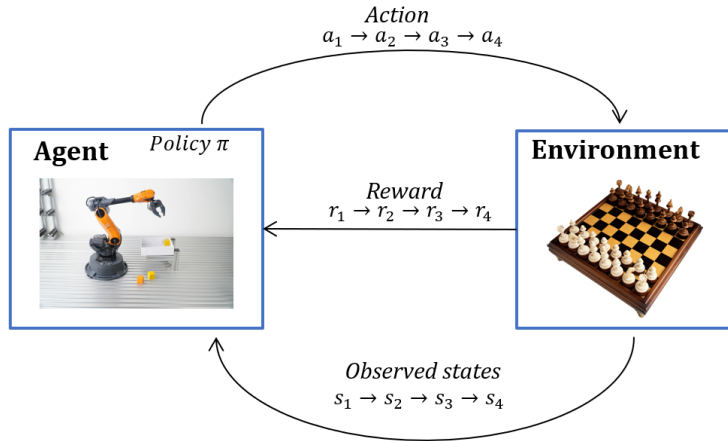 Action
a₁ → a₂ → a₃ → a₄
Agent
Policy π
Environment
Reward
r₁ → r₂ → r₃ → r₄
Observed states
s₁ → s₂ → s₃ → s₄